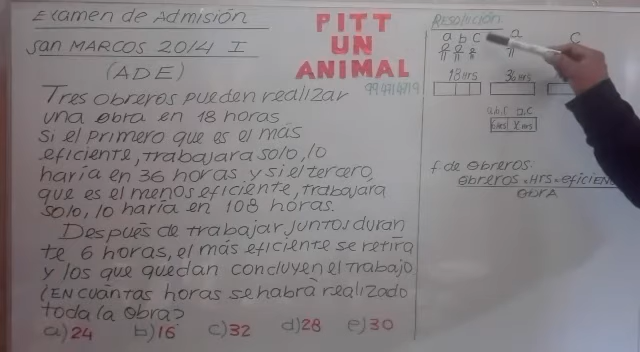 Examen de Admisión
San MARCOS 2014 I
(ADE)
PITT
UN
ANIMAL
994714719
Tres obreros pueden realizar
una obra en 18 horas
si el primero que es el más
eficiente, trabajara solo, lo
haría en 36 horas y si el tercero,
que es el menos eficiente, trabajara
solo, lo haría en 108 horas.
Después de trabajar juntos duran
te 6 horas, el más eficiente se retira
y los que quedan concluyen el trabajo
¿En cuántas horas se habrá realizado
toda la obra?
a) 24 b) 16 c) 32 d) 28 e) 30
Resolución
a b c a c
18 hrs 36 hrs
a,b,c
6 hrs x hrs
f. de Obreros:
Obreros . Hrs . eficien
Obra